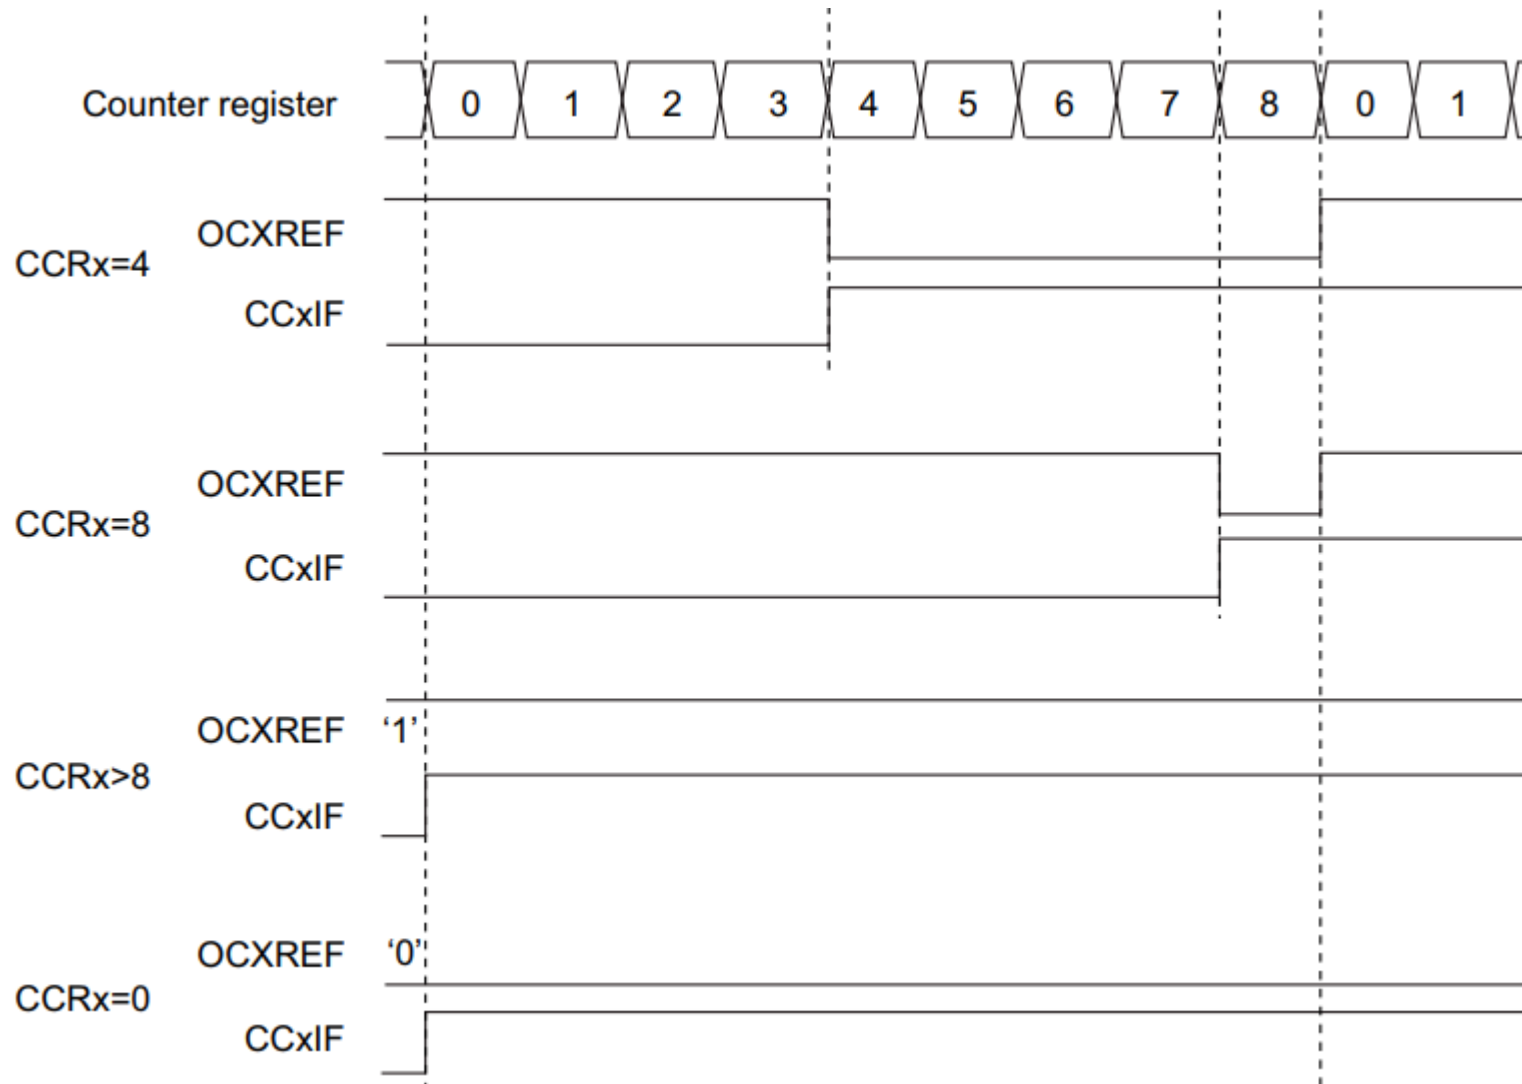 Counter register 0 1 2 3 4 5 6 7 8 0 1
OCXREF
CCRx=4
CCxIF
OCXREF
CCRx=8
CCxIF
OCXREF '1'
CCRx>8
CCxIF
OCXREF '0'
CCRx=0
CCxIF